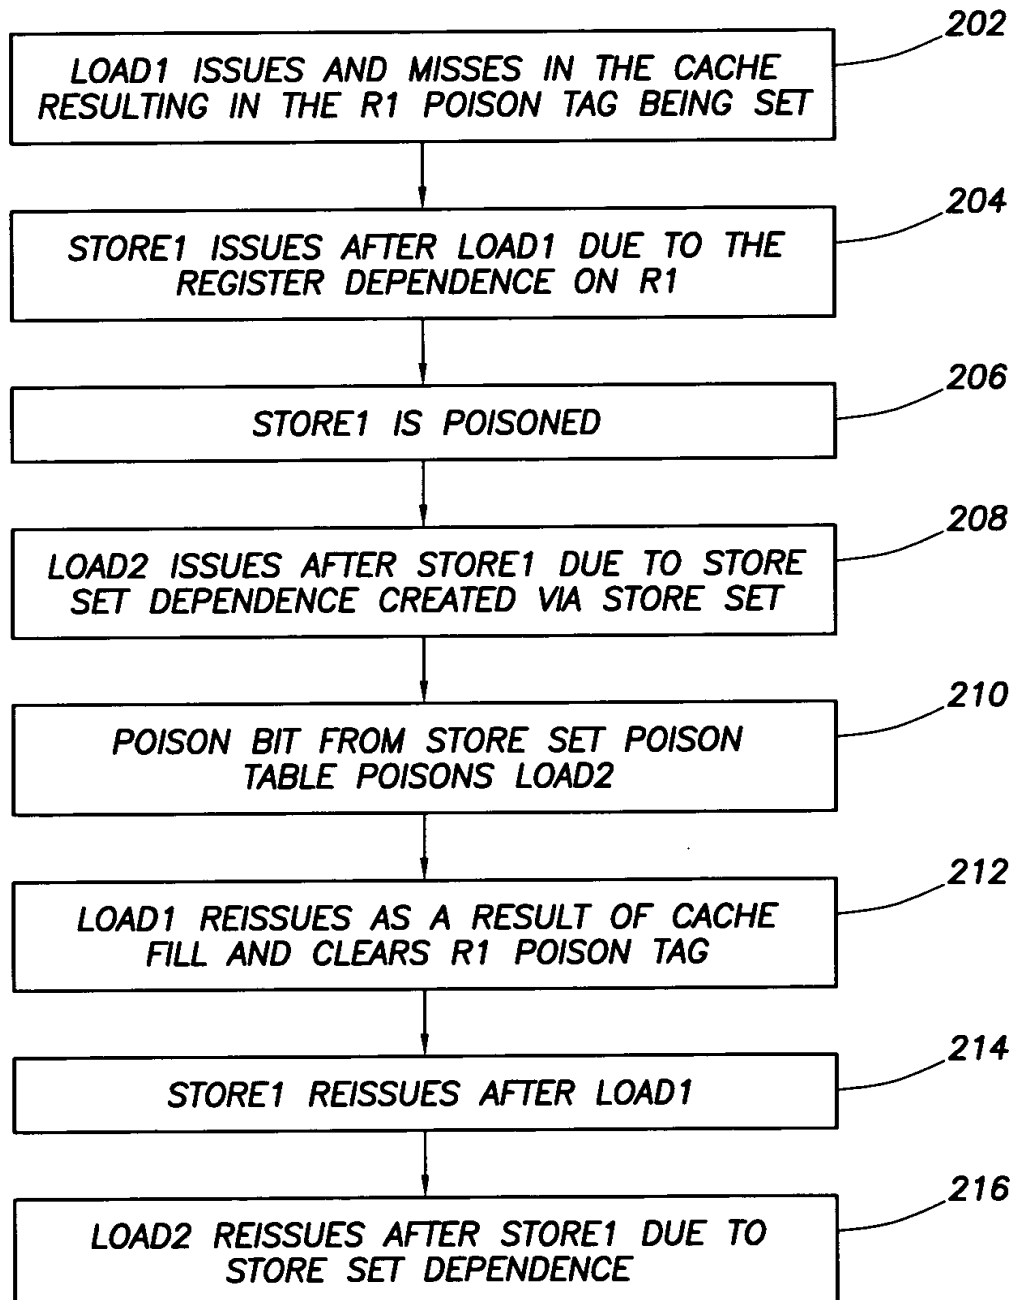 202
LOAD1 ISSUES AND MISSES IN THE CACHE
RESULTING IN THE R1 POISON TAG BEING SET
204
STORE1 ISSUES AFTER LOAD1 DUE TO THE
REGISTER DEPENDENCE ON R1
206
STORE1 IS POISONED
208
LOAD2 ISSUES AFTER STORE1 DUE TO STORE
SET DEPENDENCE CREATED VIA STORE SET
210
POISON BIT FROM STORE SET POISON
TABLE POISONS LOAD2
212
LOAD1 REISSUES AS A RESULT OF CACHE
FILL AND CLEARS R1 POISON TAG
214
STORE1 REISSUES AFTER LOAD1
216
LOAD2 REISSUES AFTER STORE1 DUE TO
STORE SET DEPENDENCE